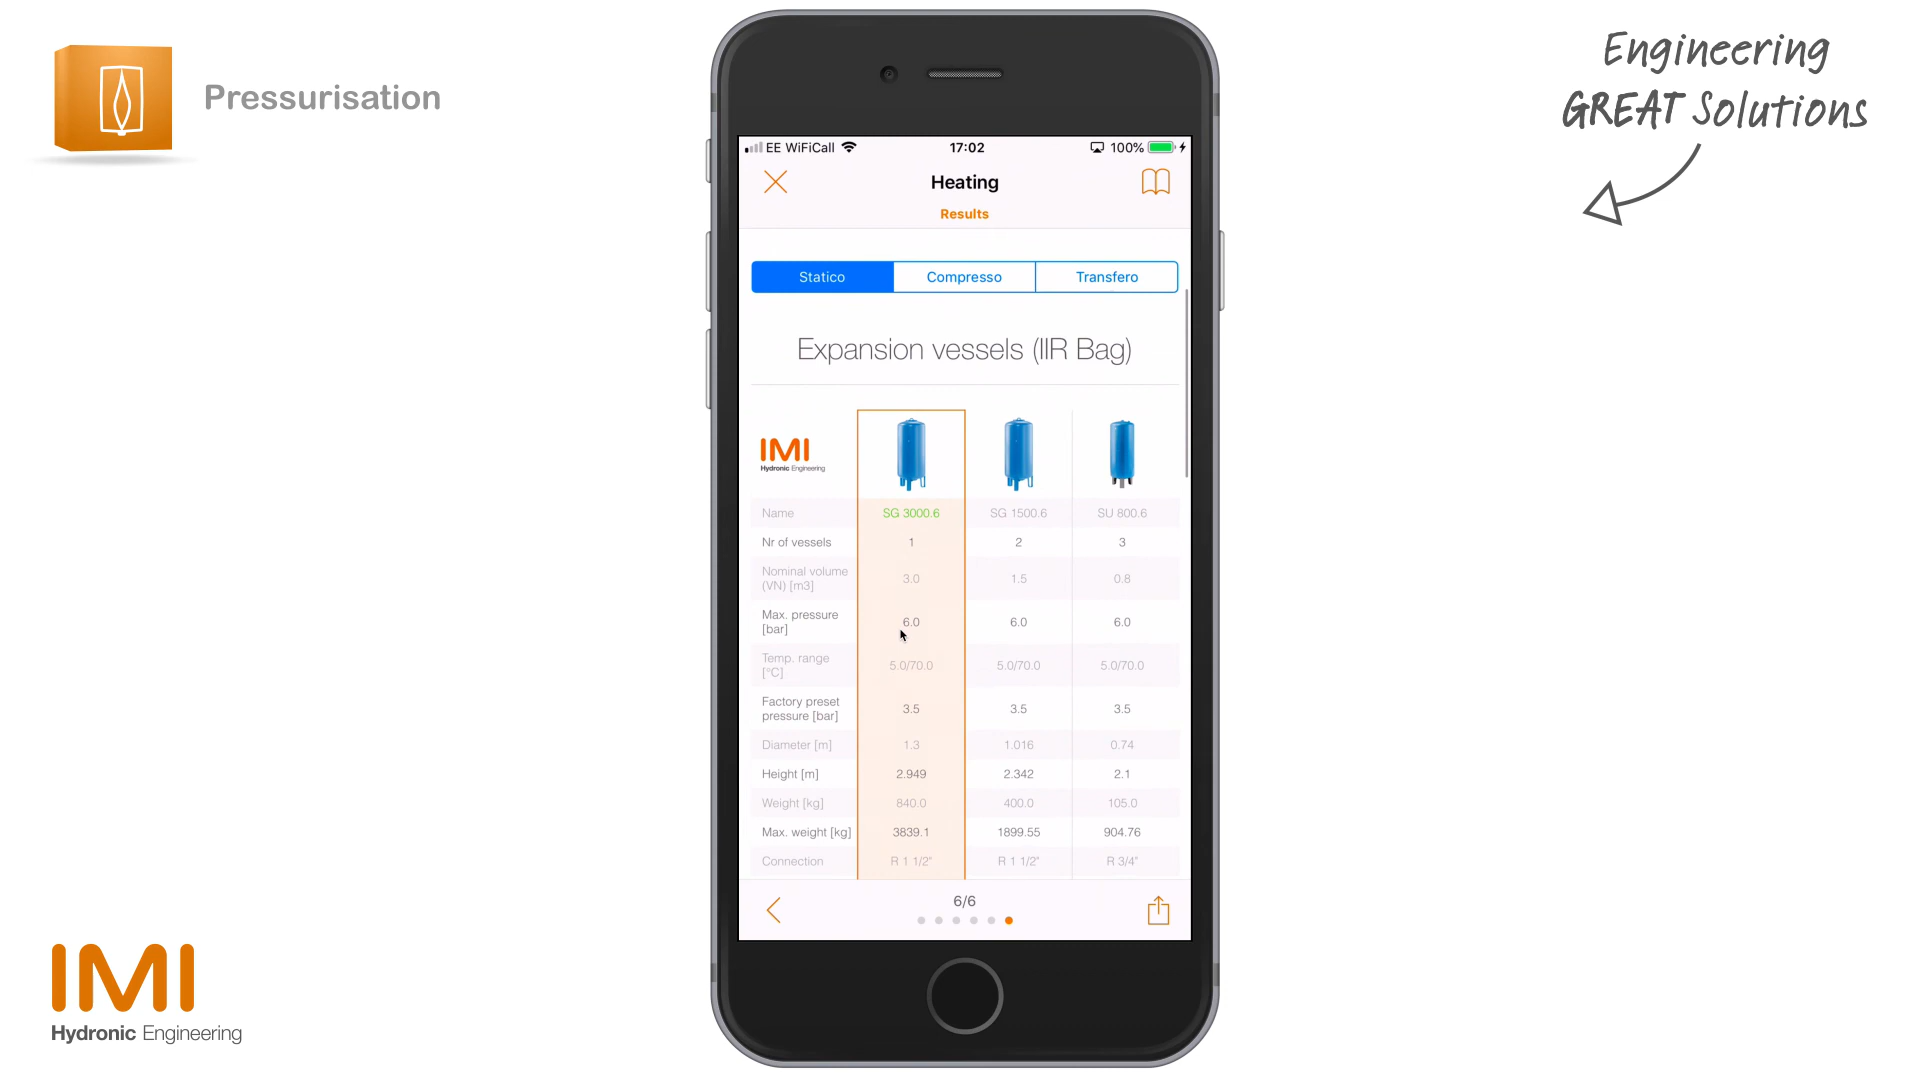 Pressurisation
Engineering
GREAT Solutions
EE WiFiCall 17:02 100%
Heating
Results
Statico Compresso Transfero
Expansion vessels (IIR Bag)
IMI
Hydronic Engineering
Name SG 3000.6 SG 1500.6 SU 800.6
Nr of vessels 1 2 3
Nominal volume
(VN) [m3] 3.0 1.5 0.8
Max. pressure
[bar] 6.0 6.0 6.0
Temp. range
[°C] 5.0/70.0 5.0/70.0 5.0/70.0
Factory preset
pressure [bar] 3.5 3.5 3.5
Diameter [m] 1.3 1.016 0.74
Height [m] 2.949 2.342 2.1
Weight [kg] 840.0 400.0 105.0
Max. weight [kg] 3839.1 1899.55 904.76
Connection R 1 1/2" R 1 1/2" R 3/4"
6/6
IMI
Hydronic Engineering